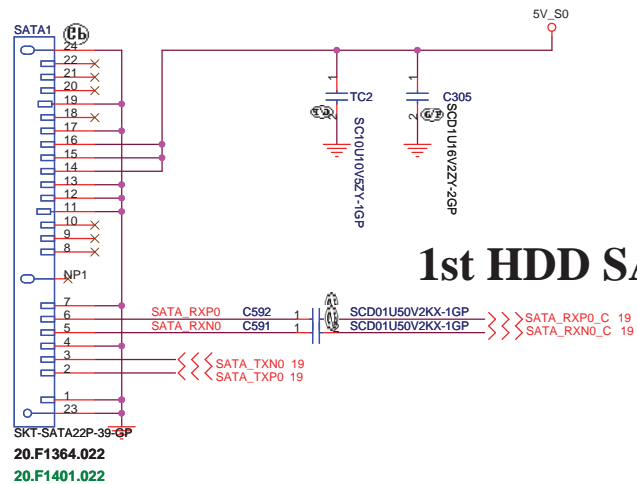 5V_S0
SATA1
24
22
21
20
19
18
17
16
15
14
13
12
11
10
9
8
NP1
7
6
5
4
3
2
1
23
1
TC2
2
SC10U10V5ZY-1GP
1
C305
2
SCD1U16V2ZY-2GP
1st HDD SA
SATA_RXP0 C592 1 SCD01U50V2KX-1GP SATA_RXP0_C 19
SATA_RXN0 C591 1 SCD01U50V2KX-1GP SATA_RXN0_C 19
SATA_TXN0 19
SATA_TXP0 19
SKT-SATA22P-39-GP
20.F1364.022
20.F1401.022